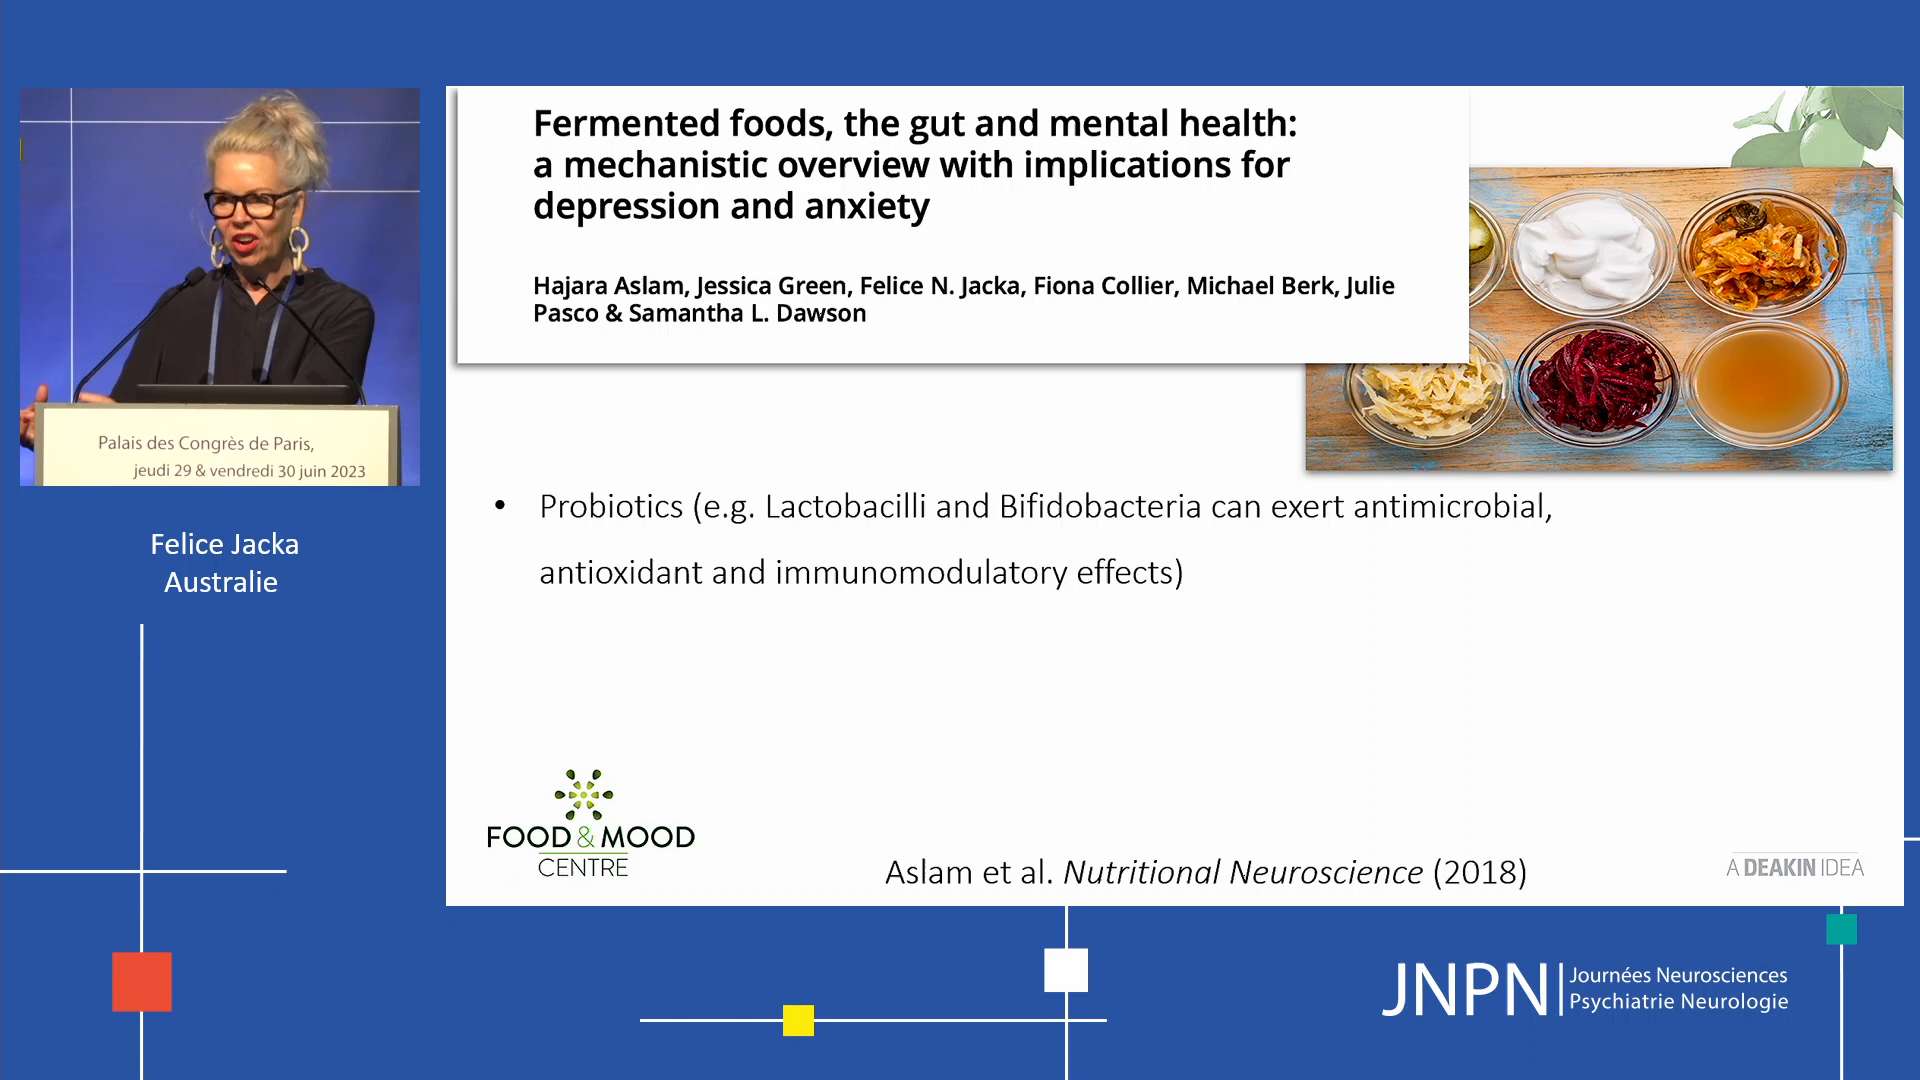 Fermented foods, the gut and mental health:
a mechanistic overview with implications for
depression and anxiety
Hajara Aslam, Jessica Green, Felice N. Jacka, Fiona Collier, Michael Berk, Julie
Pasco & Samantha L. Dawson
Palais des Congrès de Paris,
jeudi 29 & vendredi 30 juin 2023
Felice Jacka
Australie
• Probiotics (e.g. Lactobacilli and Bifidobacteria can exert antimicrobial,
antioxidant and immunomodulatory effects)
FOOD & MOOD
CENTRE
Aslam et al. Nutritional Neuroscience (2018)
A DEAKIN IDEA
JNPN
Journées Neurosciences
Psychiatrie Neurologie